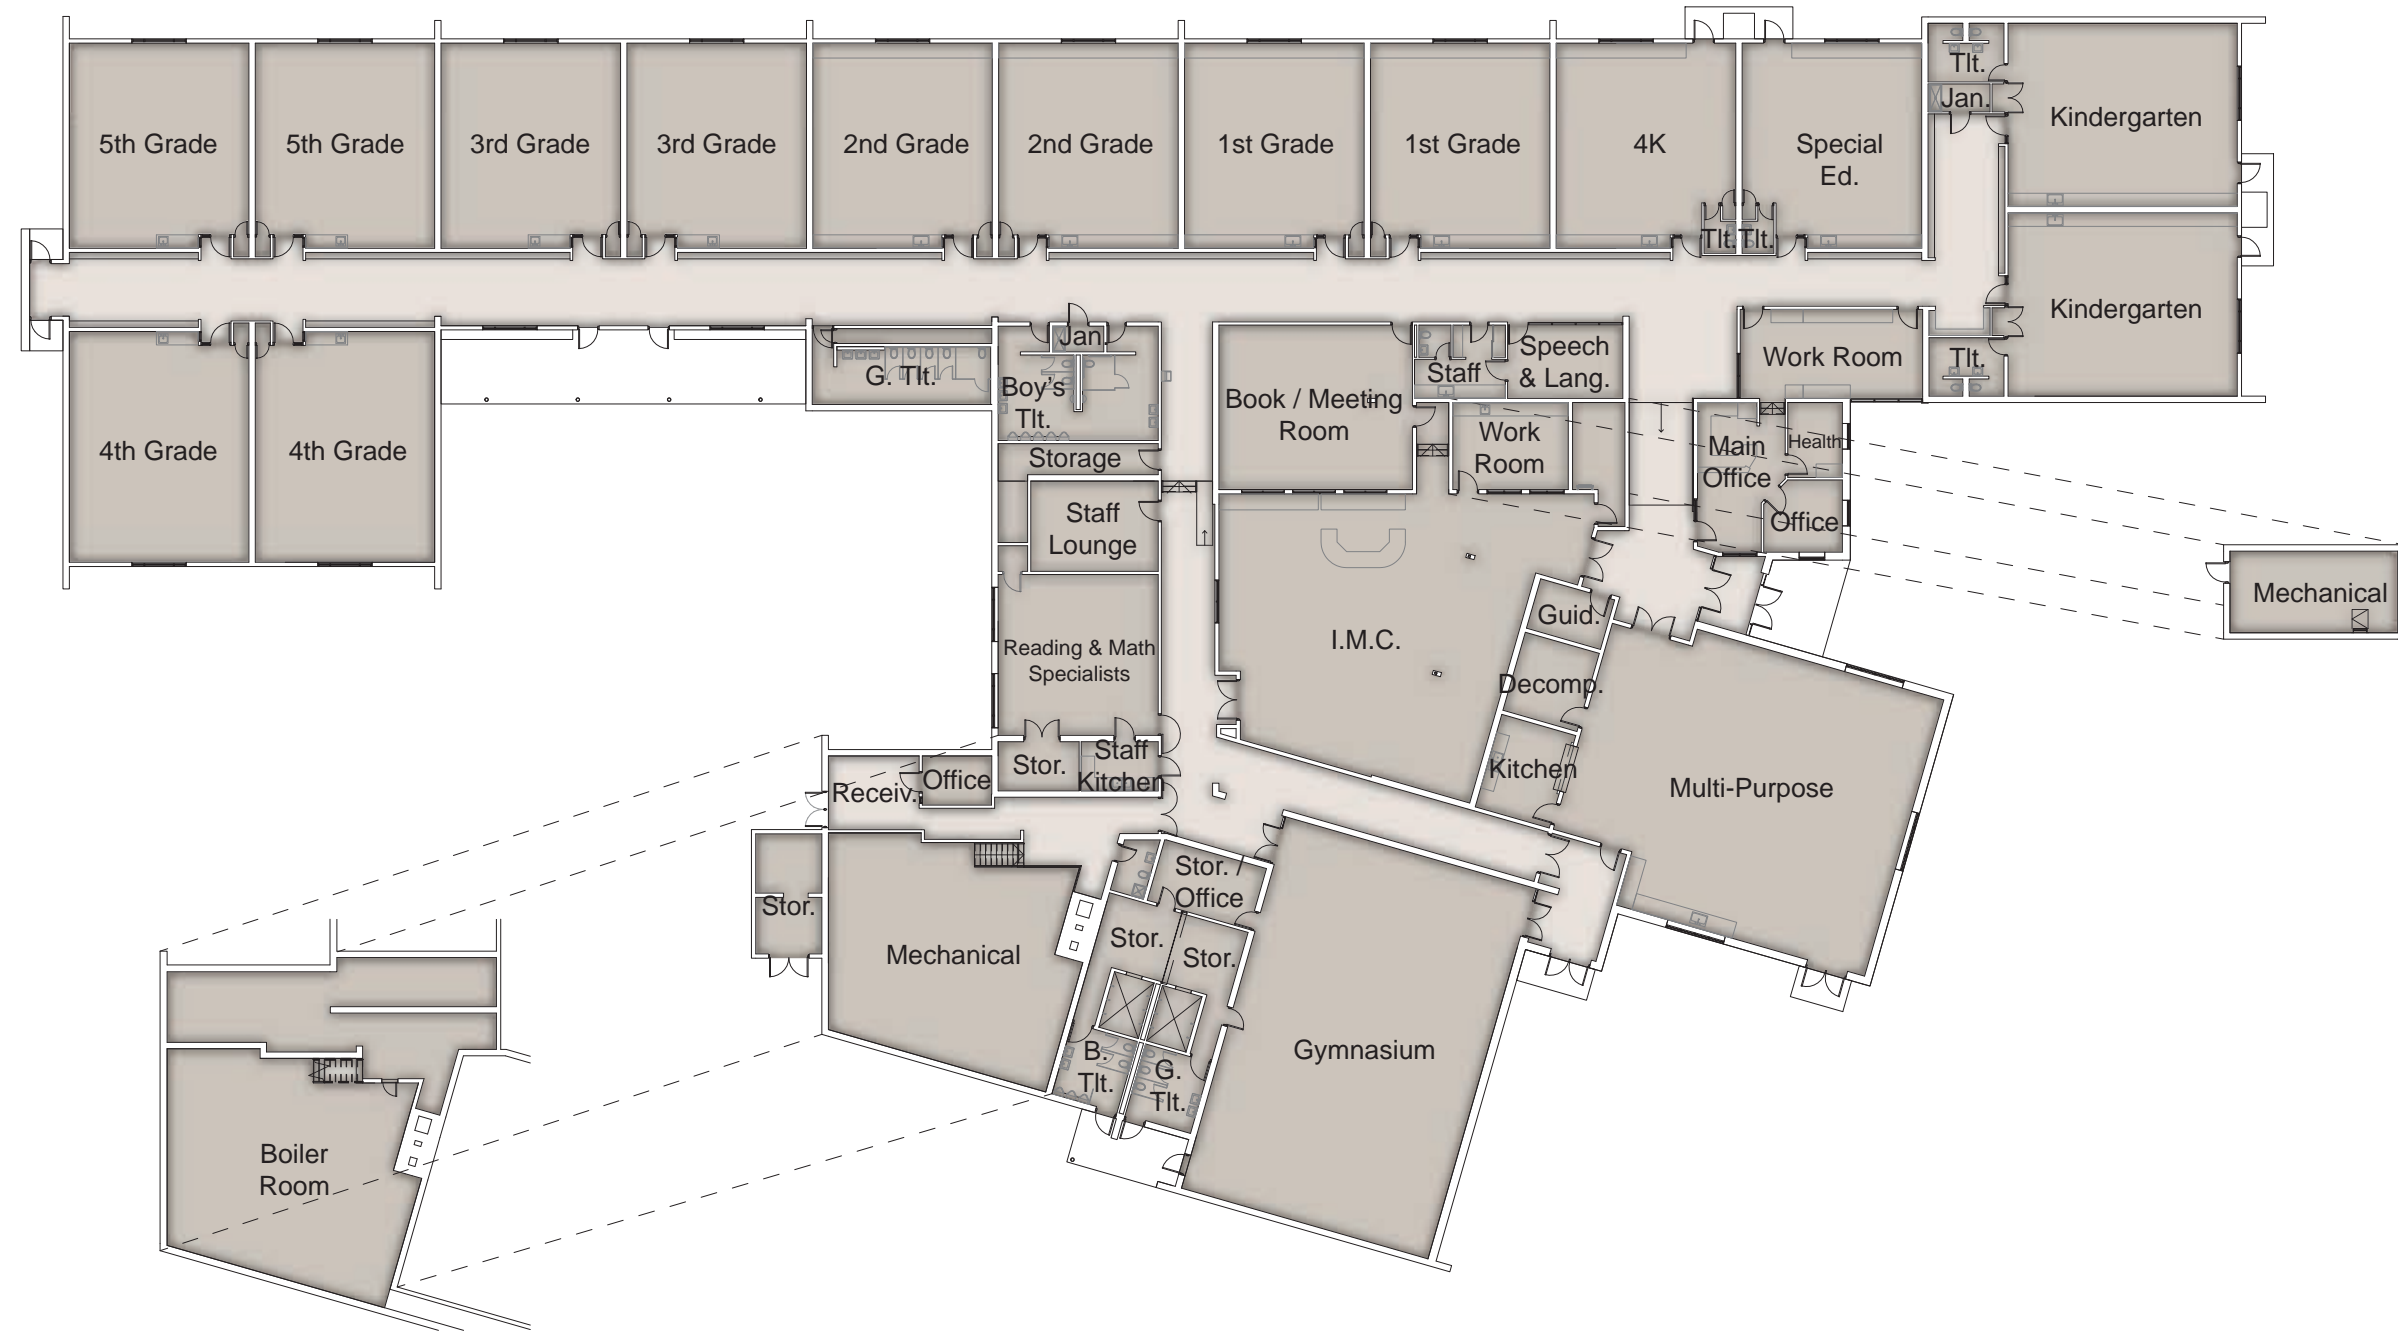 5th Grade
5th Grade
3rd Grade
3rd Grade
2nd Grade
2nd Grade
1st Grade
1st Grade
4K
Special
Ed.
Tlt.
Jan.
Kindergarten
Tlt.
Tlt.
Kindergarten
4th Grade
4th Grade
G. Tlt.
Jan.
Boy's
Tlt.
Storage
Staff
Lounge
Reading & Math
Specialists
Stor.
Staff
Kitchen
Receiv.
Office
Book / Meeting
Room
Staff
Speech
& Lang.
Work
Room
Work Room
Tlt.
Main
Office
Health
Office
I.M.C.
Guid.
Decomp.
Kitchen
Multi-Purpose
Mechanical
Stor.
Mechanical
Stor. /
Office
Stor.
Stor.
B.
Tlt.
G.
Tlt.
Gymnasium
Boiler
Room